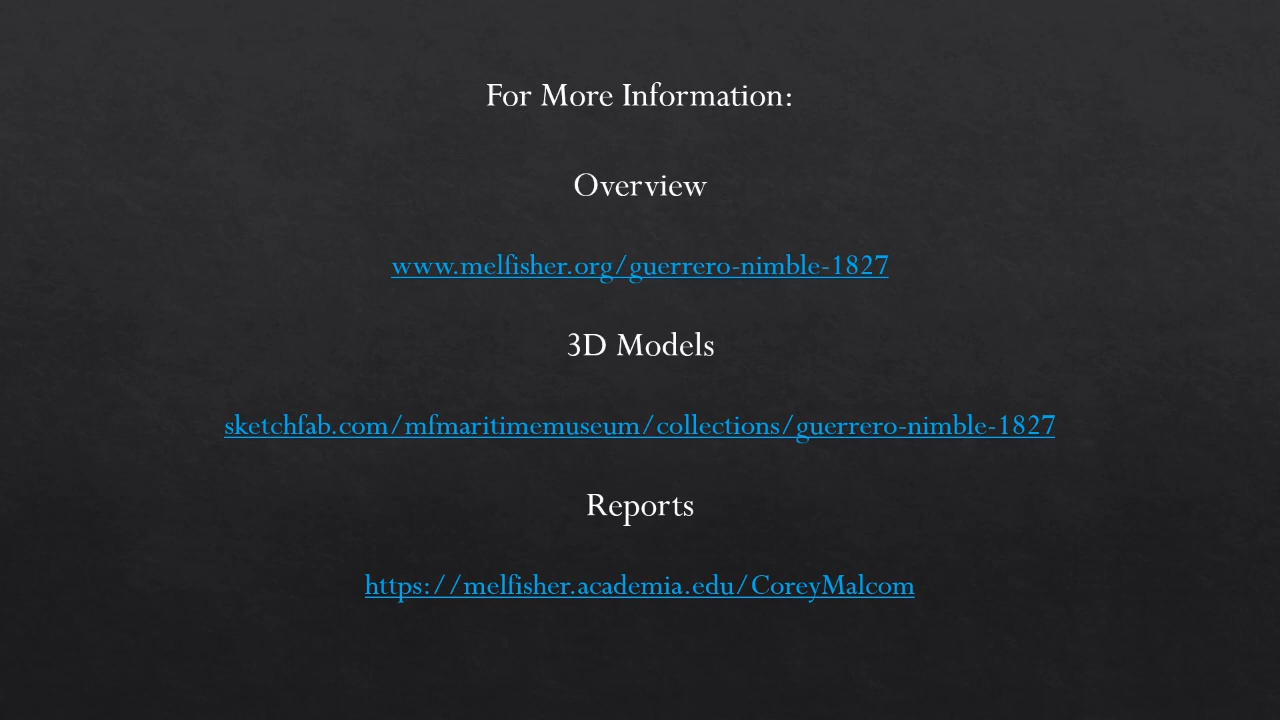 For More Information:
Overview
www.melfisher.org/guerrero-nimble-1827
3D Models
sketchfab.com/mfmaritimemuseum/collections/guerrero-nimble-1827
Reports
https://melfisher.academia.edu/CoreyMalcom